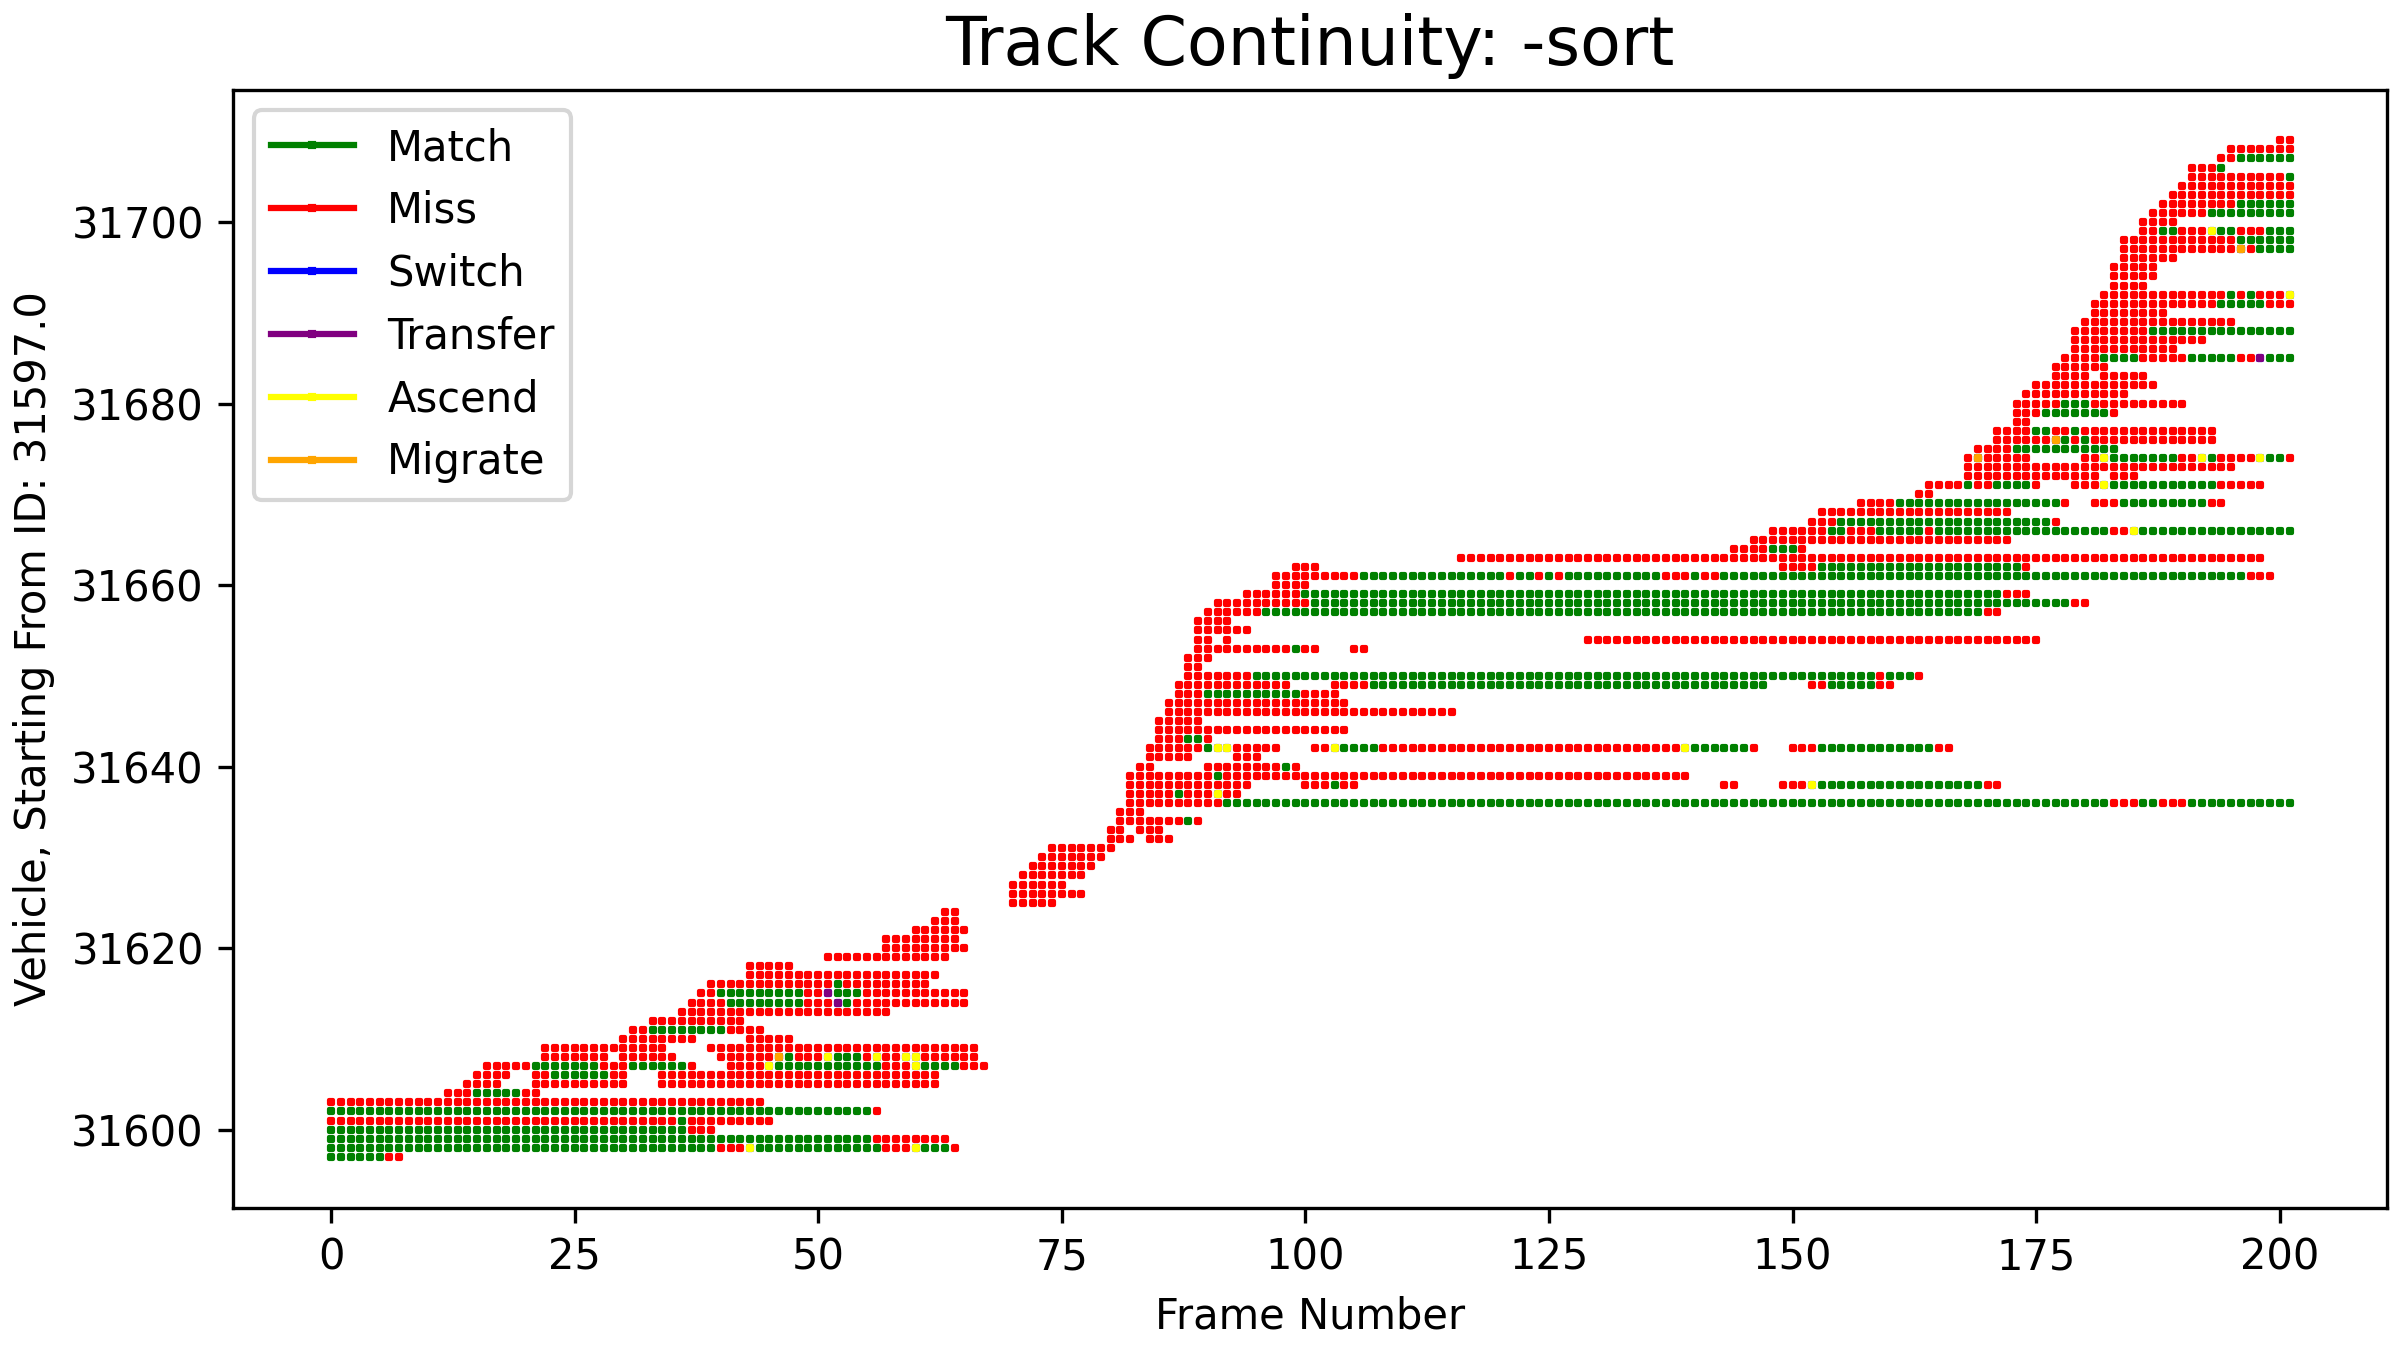 Track Continuity: -sort
Match
Miss
Switch
Transfer
Ascend
Migrate
Vehicle, Starting From ID: 31597.0
31700
31680
31660
31640
31620
31600
0 25 50 75 100 125 150 175 200
Frame Number